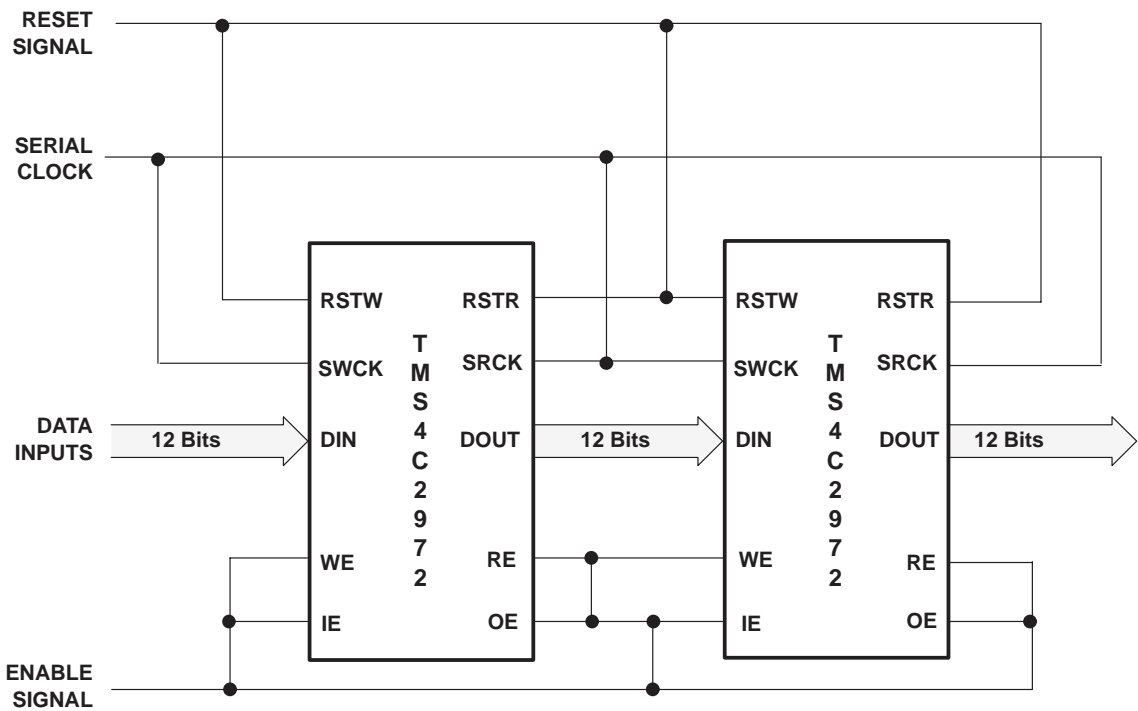 RESET
SIGNAL
SERIAL
CLOCK
RSTW
RSTR
RSTW
RSTR
SWCK
SRCK
SWCK
SRCK
T
M
S
4
C
2
9
7
2
T
M
S
4
C
2
9
7
2
DATA
INPUTS
12 Bits
DIN
DOUT
12 Bits
DIN
DOUT
12 Bits
WE
RE
WE
RE
IE
OE
IE
OE
ENABLE
SIGNAL